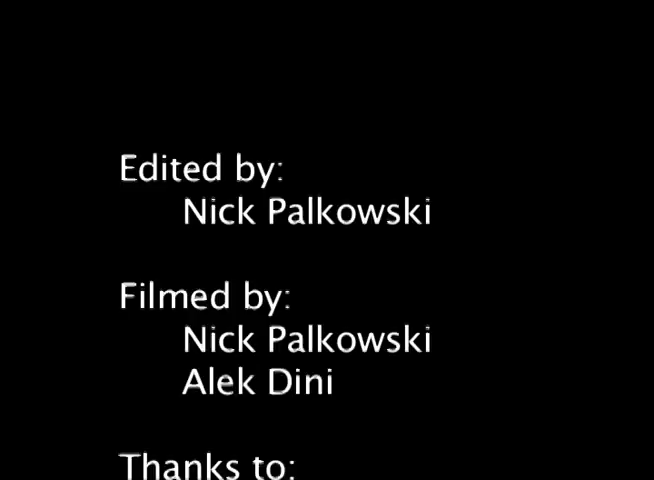 Edited by:
Nick Palkowski
Filmed by:
Nick Palkowski
Alek Dini
Thanks to: